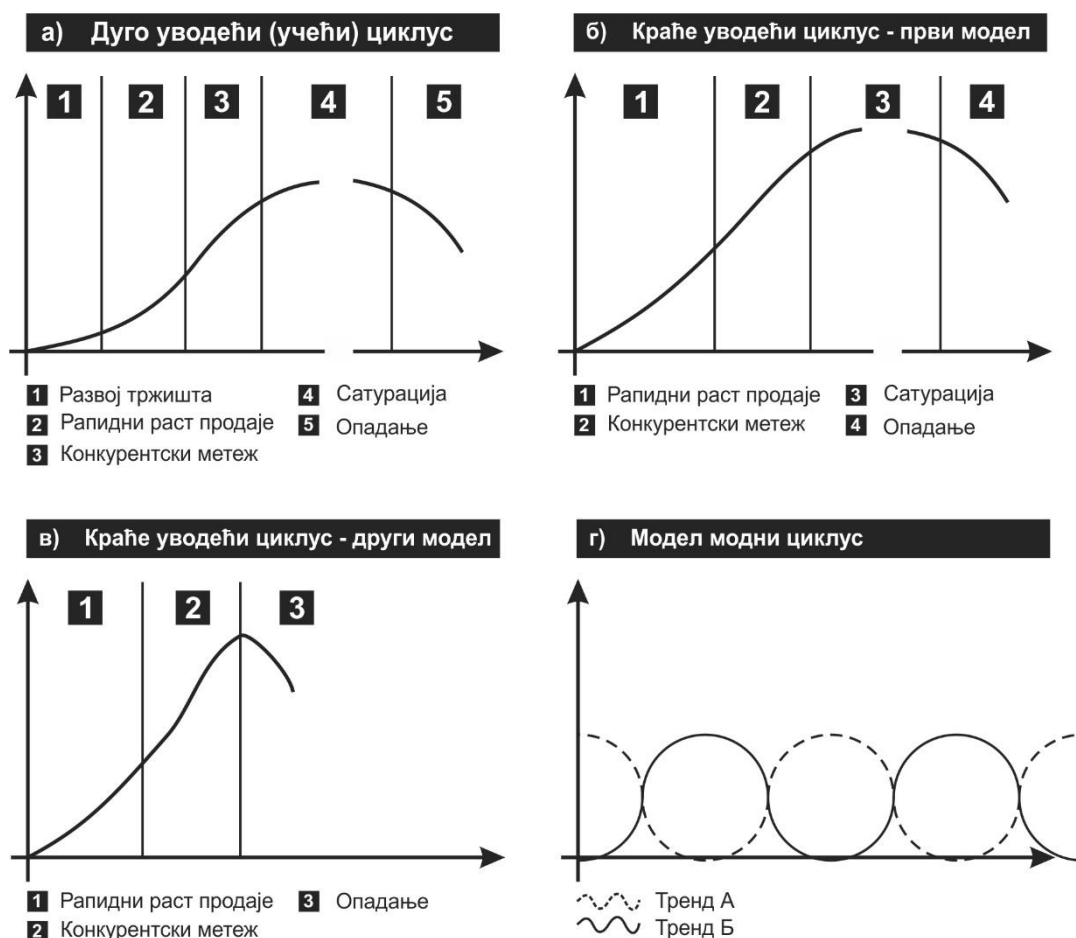 а) Дуго уводећи (учећи) циклус
1 2 3 4 5
1 Развој тржишта
2 Рапидни раст продаје
3 Конкурентски метеж
4 Сатурација
5 Опадање
б) Краће уводећи циклус - први модел
1 2 3 4
1 Рапидни раст продаје
2 Конкурентски метеж
3 Сатурација
4 Опадање
в) Краће уводећи циклус - други модел
1 2 3
1 Рапидни раст продаје
2 Конкурентски метеж
3 Опадање
г) Модел модни циклус
Тренд А
Тренд Б